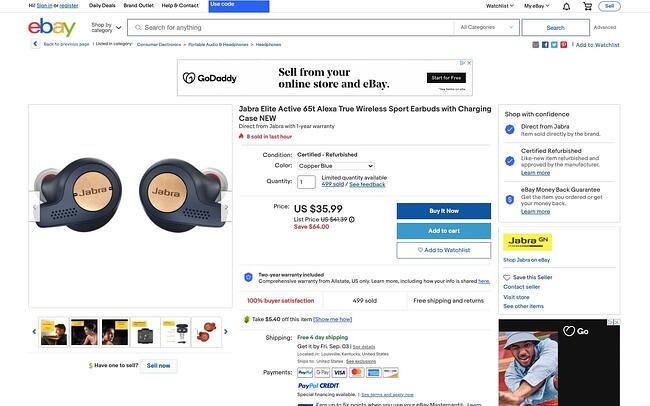 Hi! Sign in or register
Daily Deals
Brand Outlet
Help & Contact
Use code
Watchlist
My eBay
Sell
ebay
Shop by
category
Search for anything
All Categories
Search
Advanced
Back to previous page
Listed in category:
Consumer Electronics > Portable Audio & Headphones > Headphones
Add to Watchlist
GoDaddy
Sell from your
online store and eBay.
Start for Free
Jabra Elite Active 65t Alexa True Wireless Sport Earbuds with Charging
Case NEW
Direct from Jabra with 1-year warranty
8 sold in last hour
Condition: Certified - Refurbished
Color: Copper Blue
Quantity: 1
Limited quantity available
499 sold / See feedback
Price: US $35.99
List Price
Save $64.00
Buy It Now
Add to cart
Add to Watchlist
Two-year warranty included
Comprehensive warranty from Allstate, US only. Learn more, including how your info is shared here.
100% buyer satisfaction
499 sold
Free shipping and returns
Take $5.40 off this item [Show me how]
Shipping: Free 4 day shipping
Get it by Fri, Sep. 03 | See details
Located in: Louisville, Kentucky, United States
Ships to: United States See exclusions
Payments: PayPal G Pay VISA
PayPal CREDIT
Special financing available. | See terms and apply now
Earn up to 5x points when you use your eBay Mastercard®. Learn
Jabra
Jabra
Have one to sell? Sell now
Shop with confidence
Direct from Jabra
Item sold directly by the brand.
Certified Refurbished
Like-new item refurbished and
approved by the manufacturer.
Learn more
eBay Money Back Guarantee
Get the item you ordered or get
your money back.
Learn more
Jabra GN
Shop Jabra on eBay
Save this Seller
Contact seller
Visit store
See other items
Go